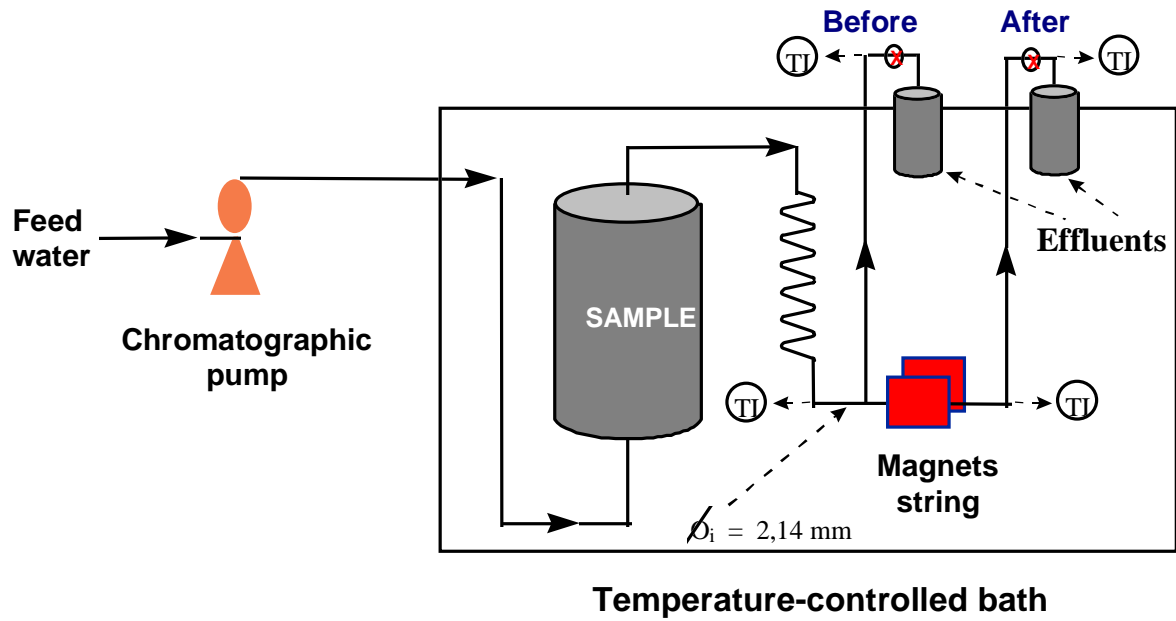 Before
After
TI
x
x
TI
Feed
water
Effluents
SAMPLE
Chromatographic
pump
TI
TI
Magnets
string
Øi = 2,14 mm
Temperature-controlled bath